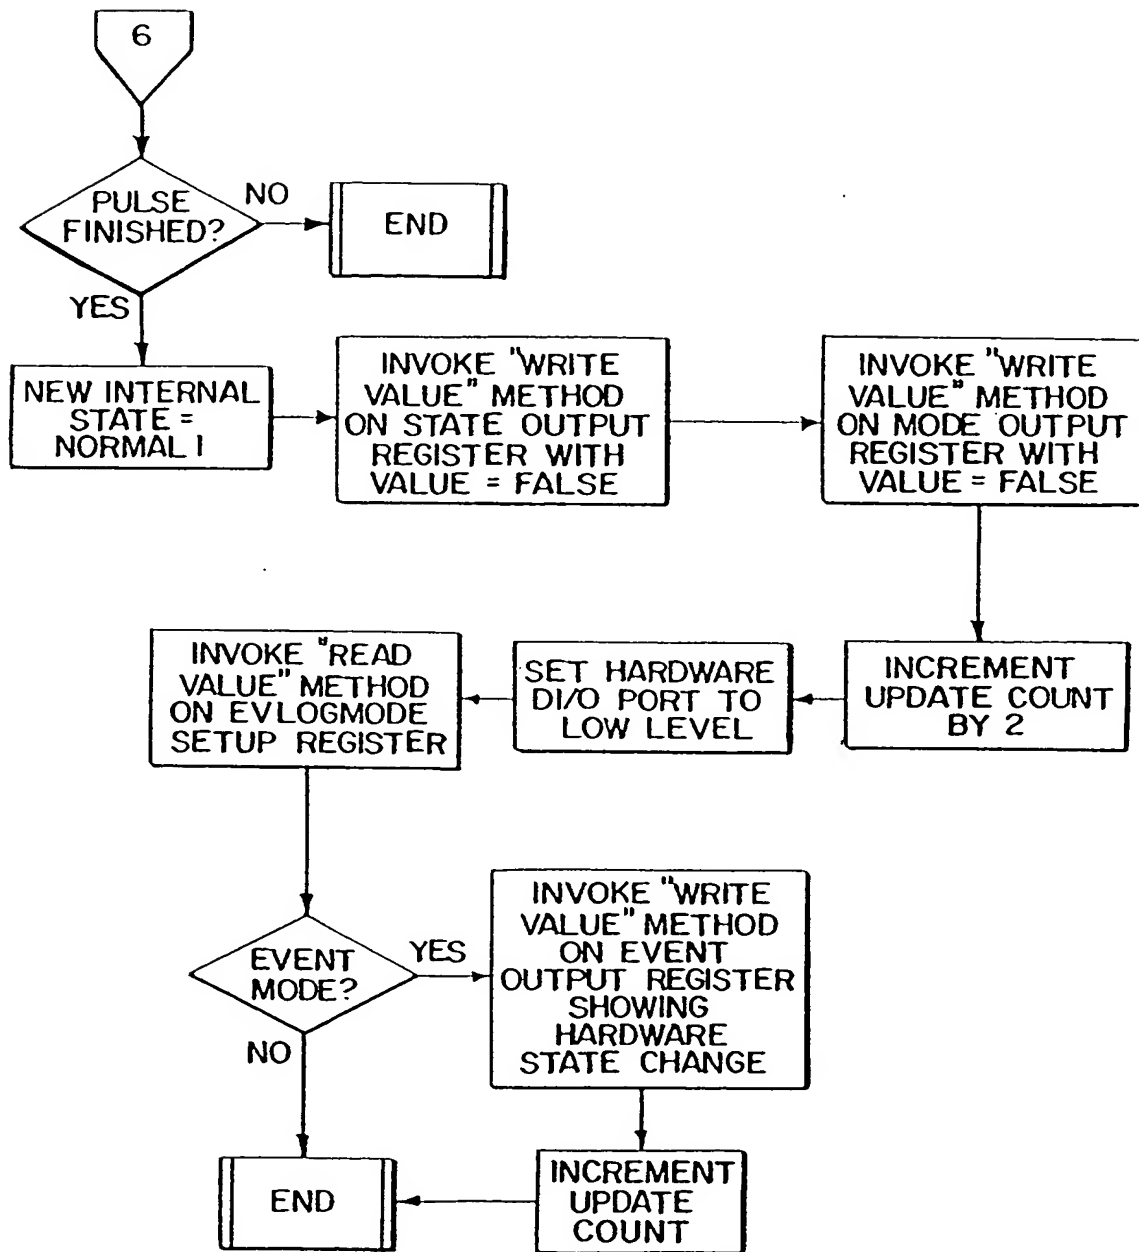 6
PULSE
FINISHED?
NO
END
YES
NEW INTERNAL
STATE =
NORMAL 1
INVOKE "WRITE
VALUE" METHOD
ON STATE OUTPUT
REGISTER WITH
VALUE = FALSE
INVOKE "WRITE
VALUE" METHOD
ON MODE OUTPUT
REGISTER WITH
VALUE = FALSE
INCREMENT
UPDATE COUNT
BY 2
SET HARDWARE
DI/O PORT TO
LOW LEVEL
INVOKE "READ
VALUE" METHOD
ON EVLOGMODE
SETUP REGISTER
EVENT
MODE?
YES
NO
INVOKE "WRITE
VALUE" METHOD
ON EVENT
OUTPUT REGISTER
SHOWING
HARDWARE
STATE CHANGE
INCREMENT
UPDATE
COUNT
END